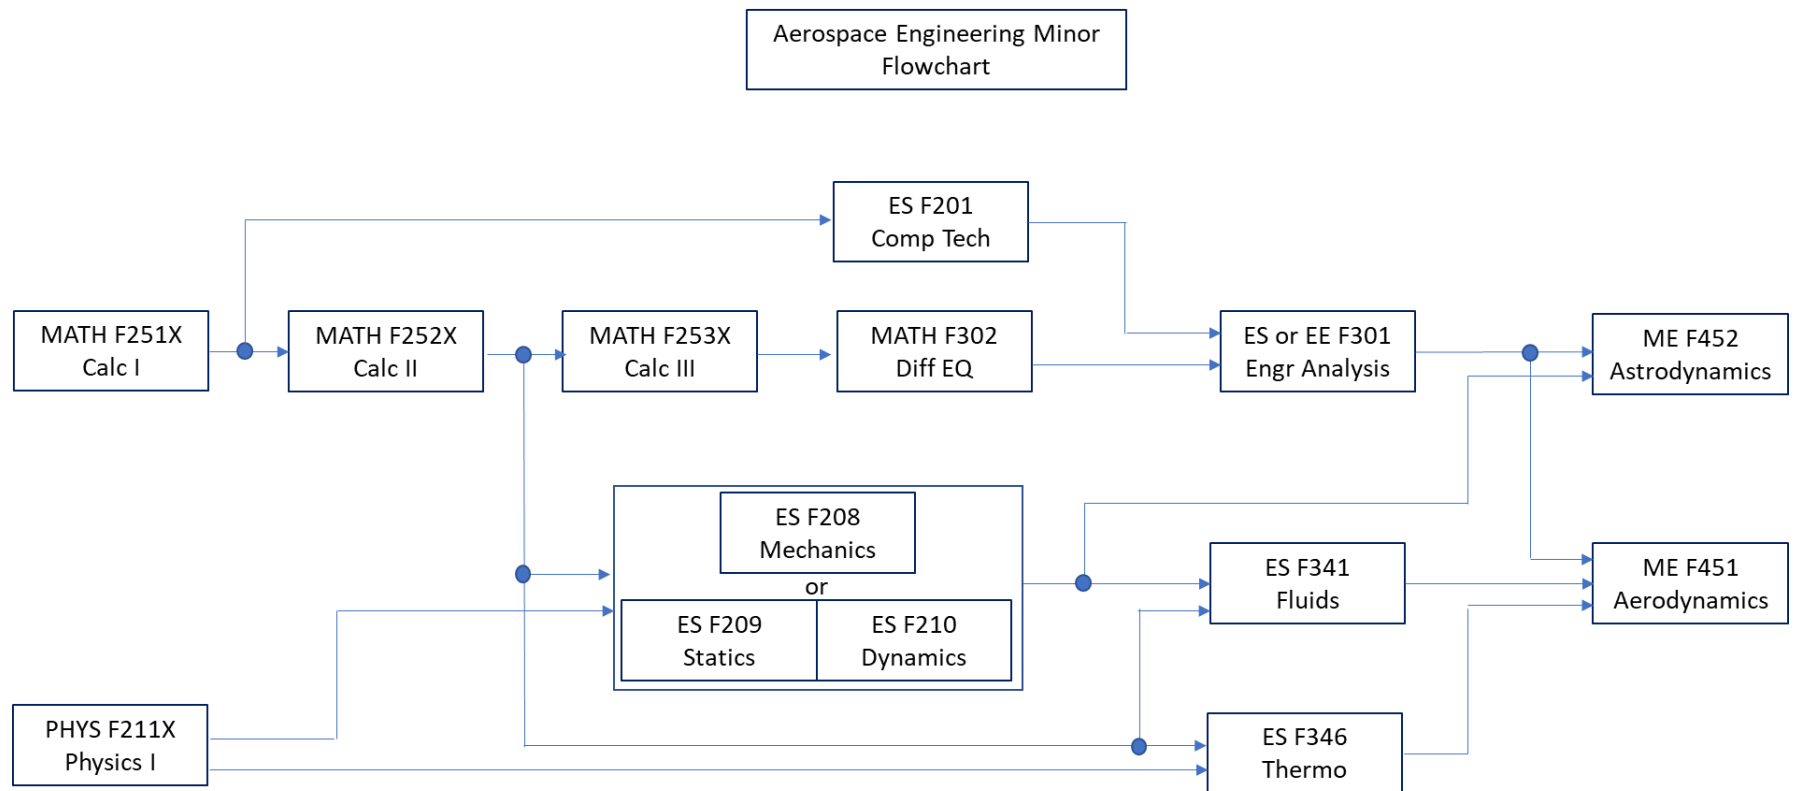 Aerospace Engineering Minor
Flowchart
ES F201
Comp Tech
MATH F251X
Calc I
MATH F252X
Calc II
MATH F253X
Calc III
MATH F302
Diff EQ
ES or EE F301
Engr Analysis
ME F452
Astrodynamics
ES F208
Mechanics
or
ES F209
Statics
ES F210
Dynamics
ES F341
Fluids
ME F451
Aerodynamics
PHYS F211X
Physics I
ES F346
Thermo